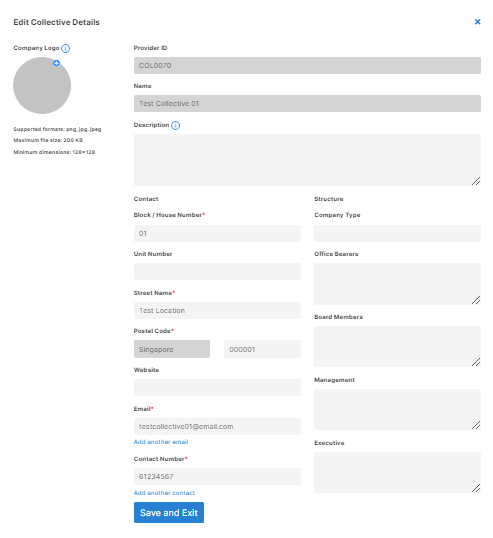 Edit Collective Details
×
Company Logo i
Supported formats: png, jpg, jpeg
Maximum file size: 200 KB
Minimum dimensions: 128*128
Provider ID
COL0070
Name
Test Collective 01
Description i
Contact
Block / House Number*
01
Unit Number
Street Name*
Test Location
Postal Code*
Singapore 000001
Website
Email*
testcollective01@email.com
Add another email
Contact Number*
61234567
Add another contact
Save and Exit
Structure
Company Type
Office Bearers
Board Members
Management
Executive